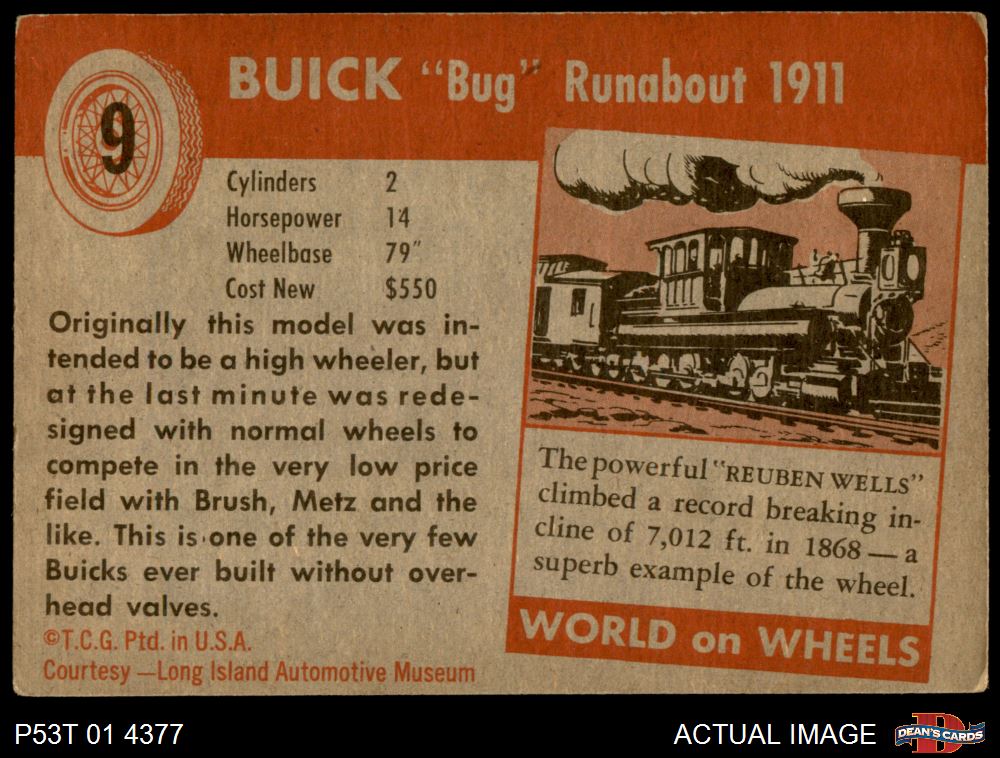 9
BUICK "Bug" Runabout 1911
Cylinders 2
Horsepower 14
Wheelbase 79"
Cost New $550
Originally this model was in-
tended to be a high wheeler, but
at the last minute was rede-
signed with normal wheels to
compete in the very low price
field with Brush, Metz and the
like. This is one of the very few
Buicks ever built without over-
head valves.
©T.C.G. Ptd. in U.S.A.
Courtesy—Long Island Automotive Museum
The powerful "REUBEN WELLS"
climbed a record breaking in-
cline of 7,012 ft. in 1868—a
superb example of the wheel.
WORLD on WHEELS
P53T 01 4377
ACTUAL IMAGE
D
DEAN'S CARDS